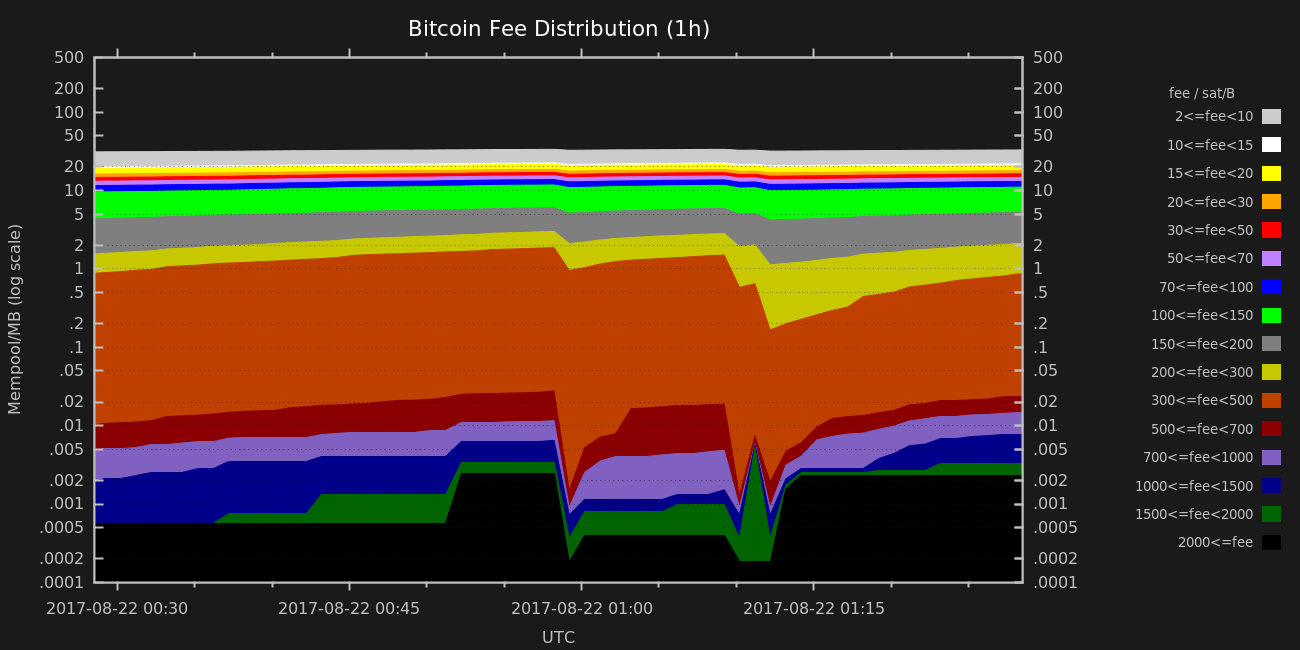 Bitcoin Fee Distribution (1h)
500
200
100
50
20
10
5
2
1
.5
.2
.1
.05
.02
.01
.005
.002
.001
.0005
.0002
.0001
Mempool/MB (log scale)
500
200
100
50
20
10
5
2
1
.5
.2
.1
.05
.02
.01
.005
.002
.001
.0005
.0002
.0001
2017-08-22 00:30
2017-08-22 00:45
2017-08-22 01:00
2017-08-22 01:15
UTC
fee / sat/B
2<=fee<10
10<=fee<15
15<=fee<20
20<=fee<30
30<=fee<50
50<=fee<70
70<=fee<100
100<=fee<150
150<=fee<200
200<=fee<300
300<=fee<500
500<=fee<700
700<=fee<1000
1000<=fee<1500
1500<=fee<2000
2000<=fee